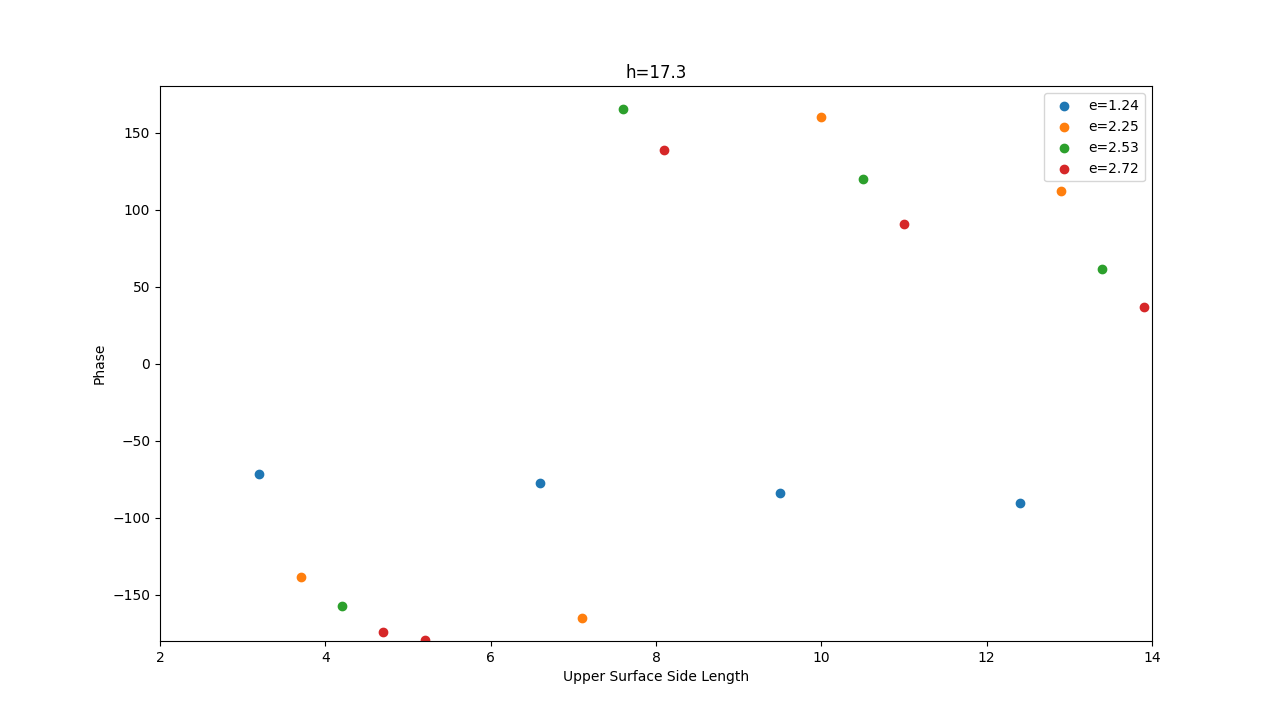 h=17.3
e=1.24
e=2.25
e=2.53
e=2.72
150
100
50
0
−50
−100
−150
Phase
2 4 6 8 10 12 14
Upper Surface Side Length